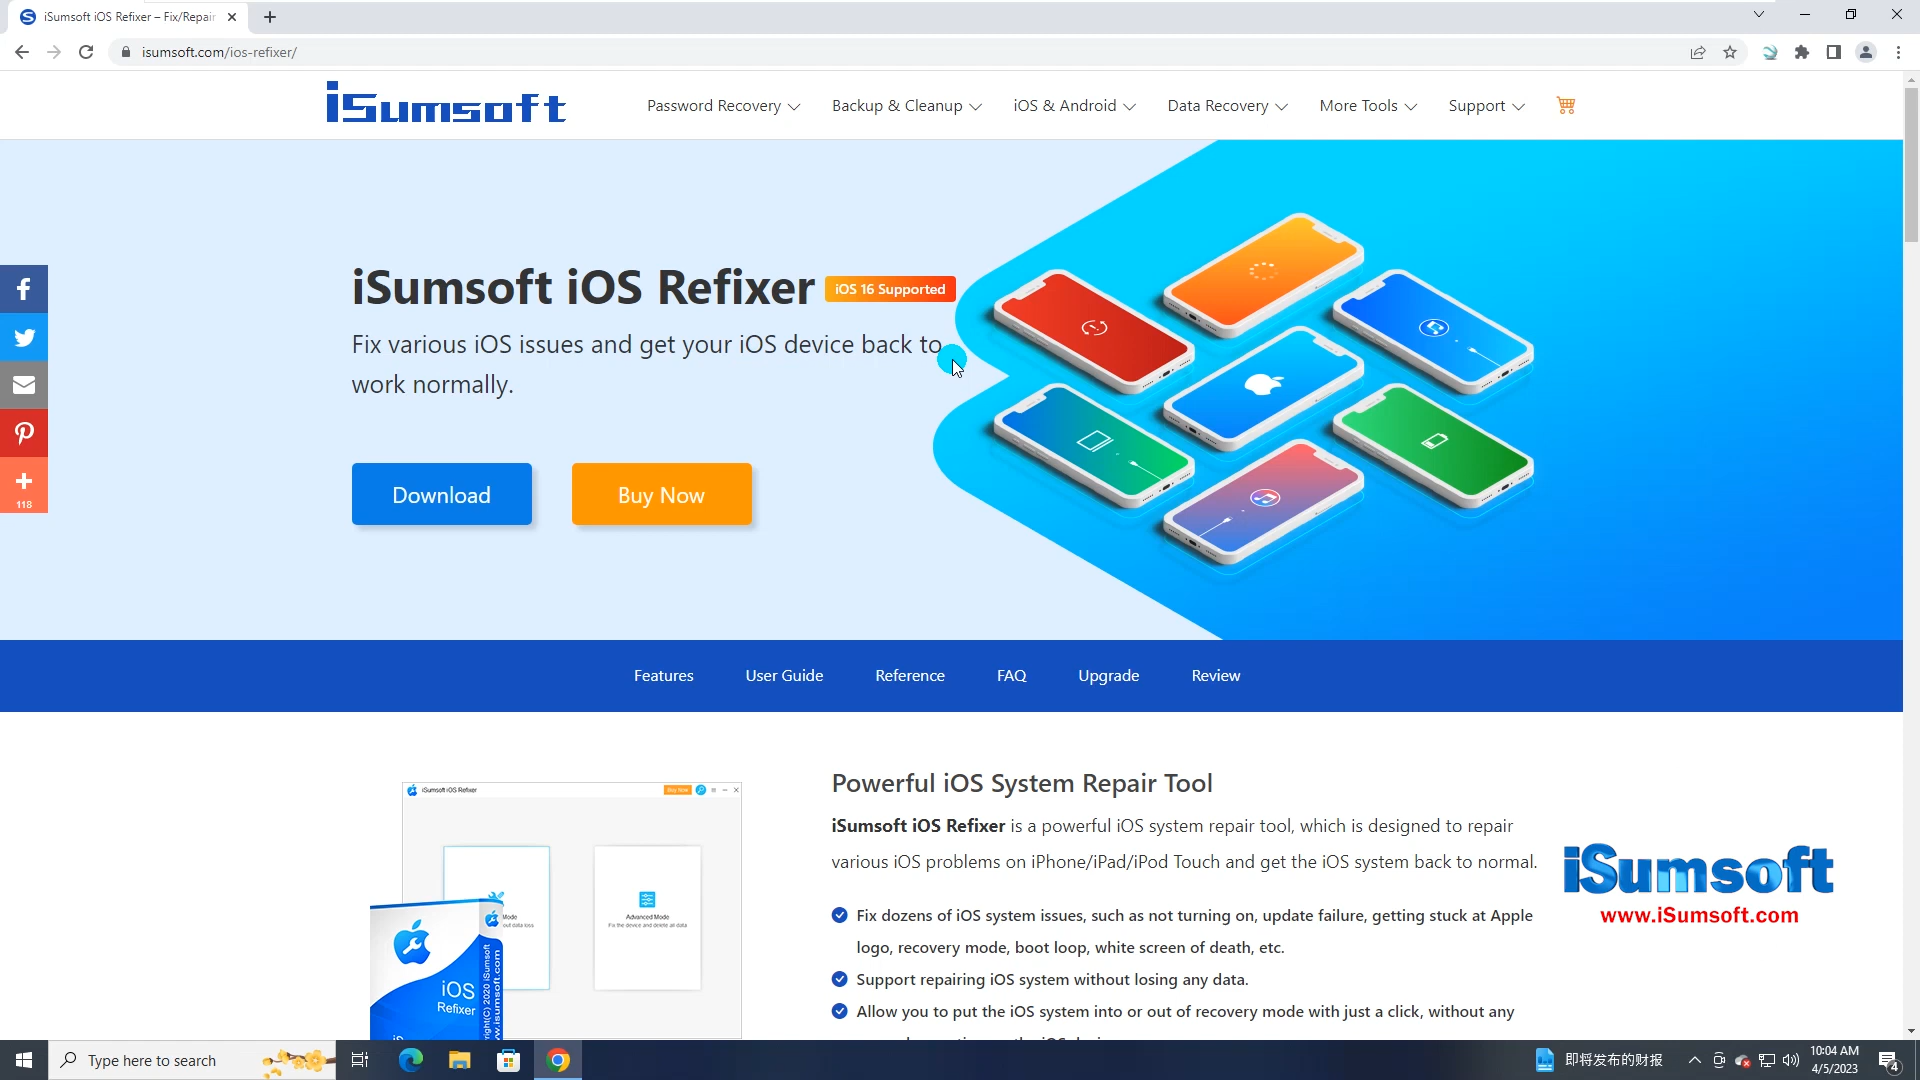 iSumsoft iOS Refixer – Fix/Repair
isumsoft.com/ios-refixer/
iSumsoft
Password Recovery
Backup & Cleanup
iOS & Android
Data Recovery
More Tools
Support
iSumsoft iOS Refixer
iOS 16 Supported
Fix various iOS issues and get your iOS device back to
work normally.
Download
Buy Now
118
Features
User Guide
Reference
FAQ
Upgrade
Review
iSumsoft iOS Refixer
Buy Now
Mode
out data loss
Advanced Mode
Fix the device and delete all data
iOS
Refixer
Powerful iOS System Repair Tool
iSumsoft iOS Refixer is a powerful iOS system repair tool, which is designed to repair
various iOS problems on iPhone/iPad/iPod Touch and get the iOS system back to normal.
Fix dozens of iOS system issues, such as not turning on, update failure, getting stuck at Apple
logo, recovery mode, boot loop, white screen of death, etc.
Support repairing iOS system without losing any data.
Allow you to put the iOS system into or out of recovery mode with just a click, without any
iSumsoft
www.iSumsoft.com
Type here to search
即将发布的财报
10:04 AM
4/5/2023
4